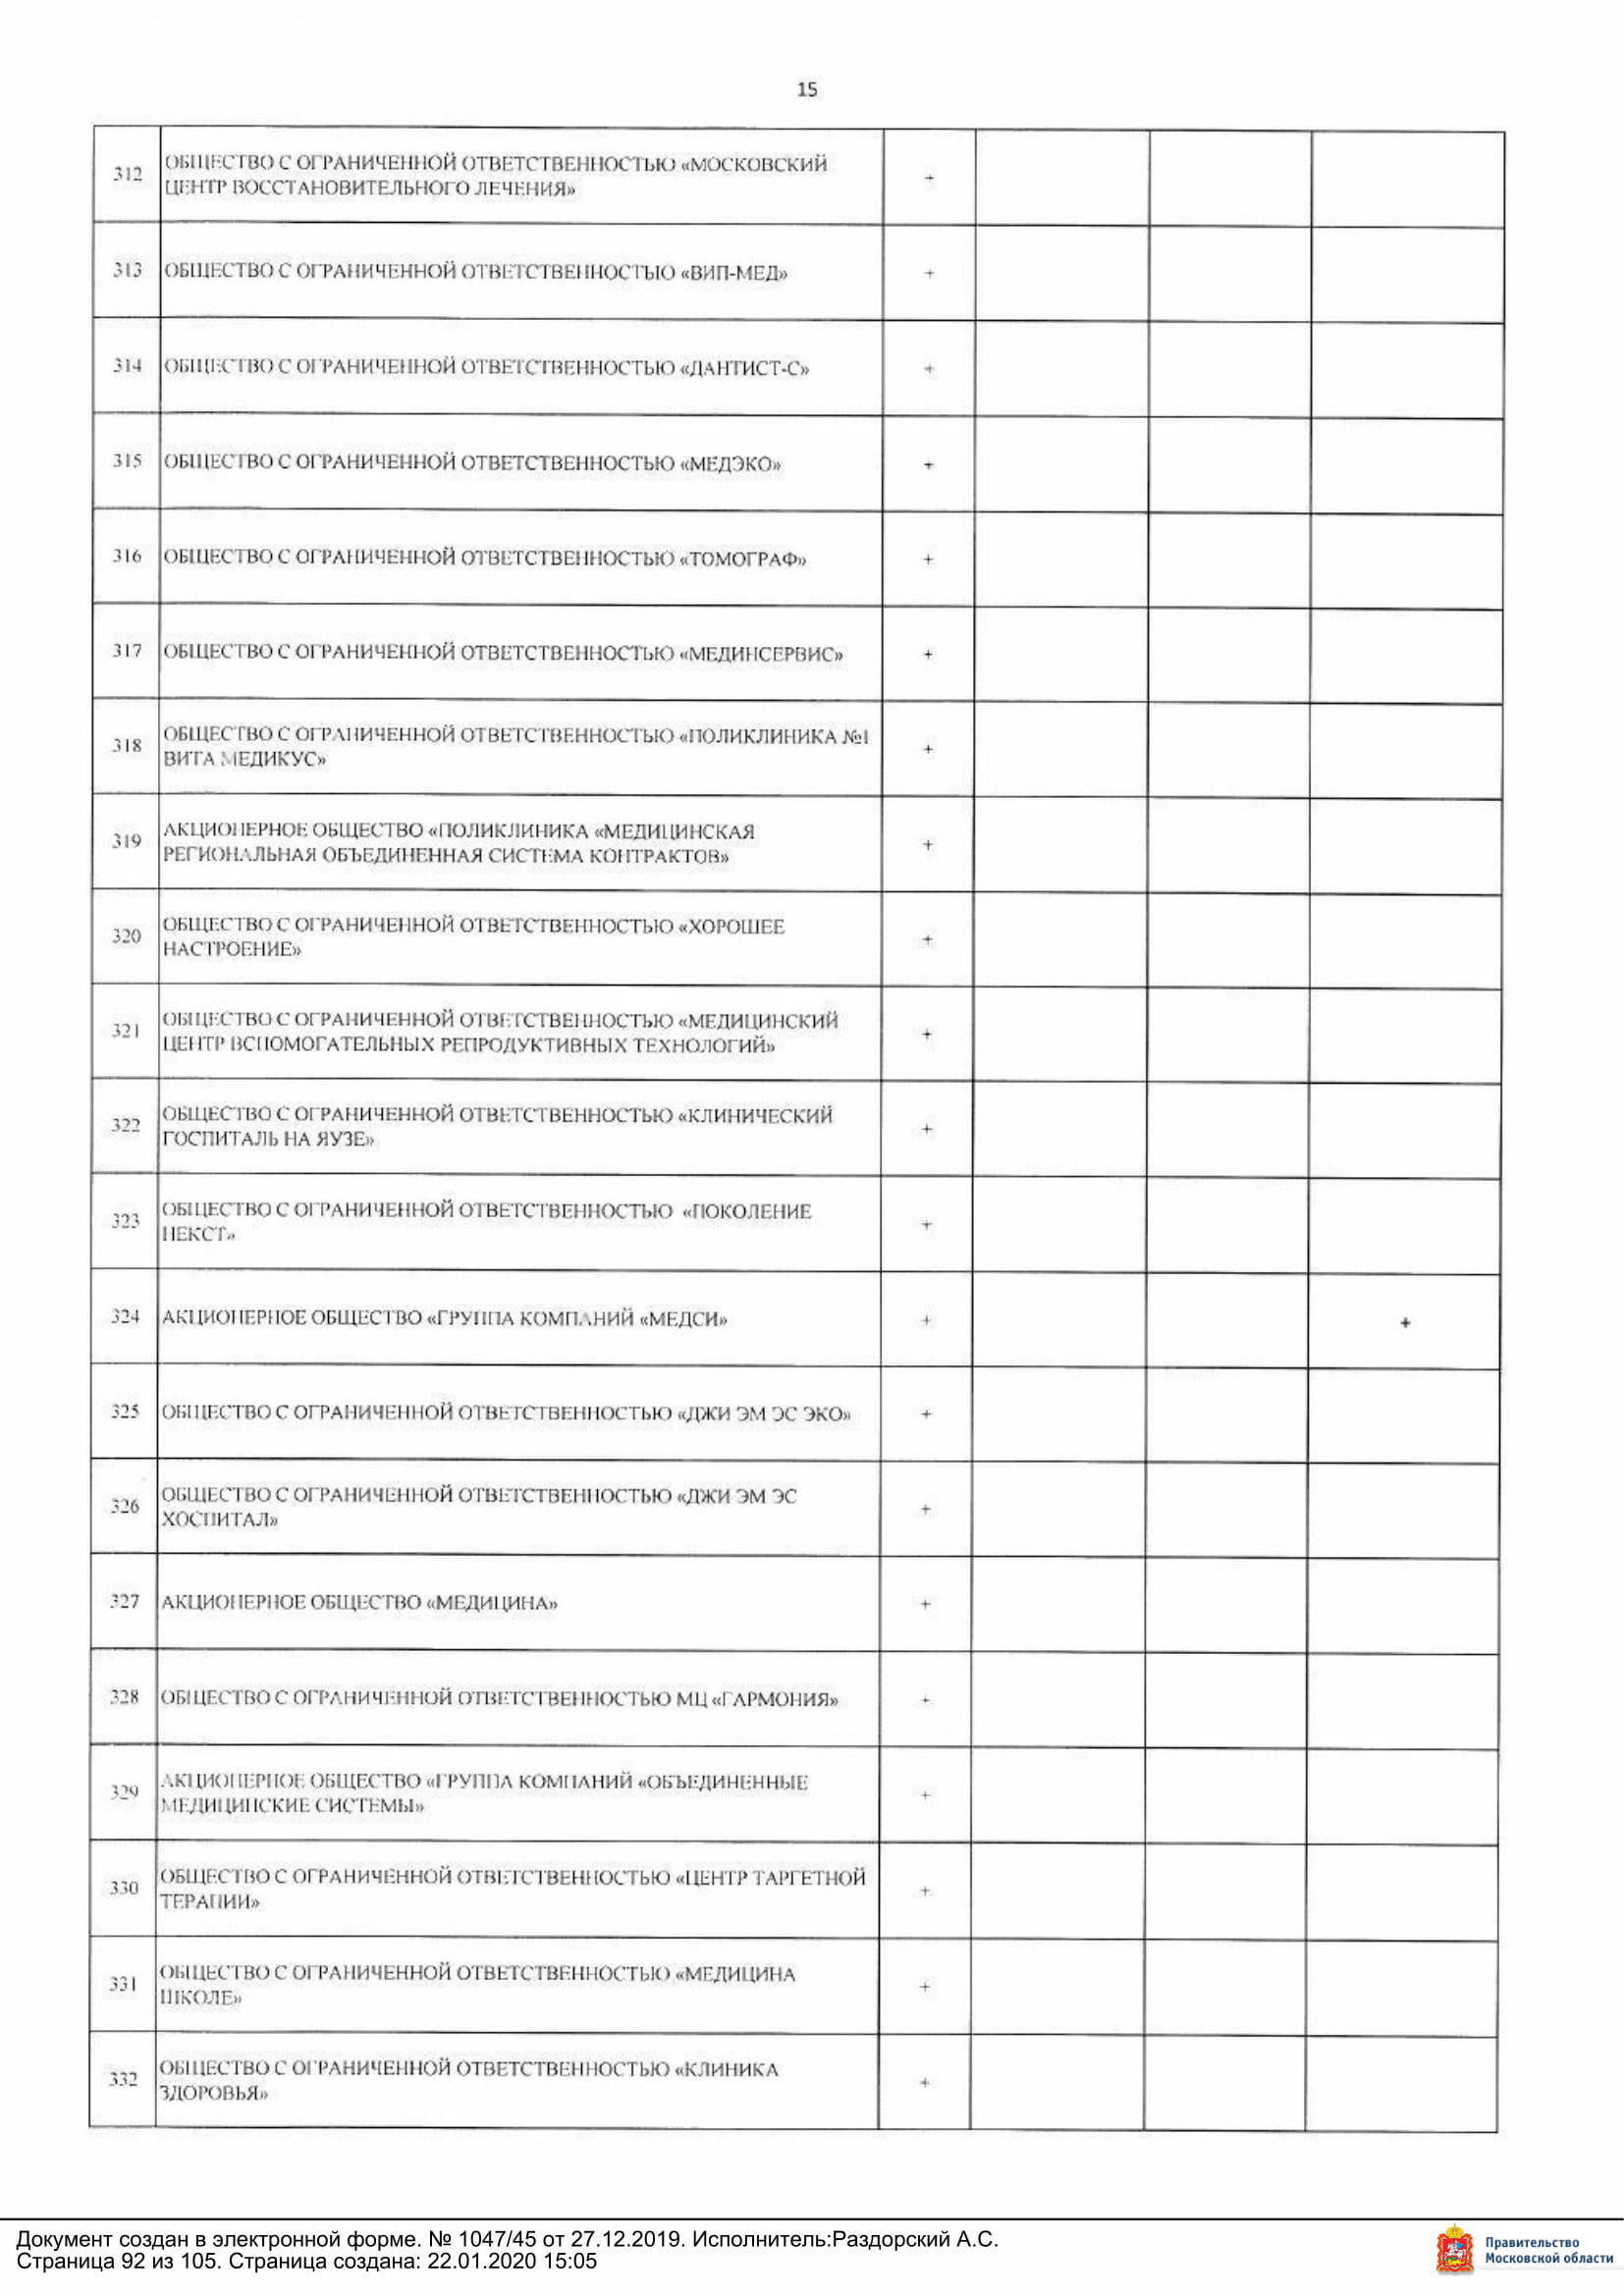 15
312
ОБЩЕСТВО С ОГРАНИЧЕННОЙ ОТВЕТСТВЕННОСТЬЮ «МОСКОВСКИЙ
ЦЕНТР ВОССТАНОВИТЕЛЬНОГО ЛЕЧЕНИЯ»
+
313 ОБЩЕСТВО С ОГРАНИЧЕННОЙ ОТВЕТСТВЕННОСТЬЮ «ВИП-МЕД» +
314 ОБЩЕСТВО С ОГРАНИЧЕННОЙ ОТВЕТСТВЕННОСТЬЮ «ДАНТИСТ-С» +
315 ОБЩЕСТВО С ОГРАНИЧЕННОЙ ОТВЕТСТВЕННОСТЬЮ «МЕДЭКО» +
316 ОБЩЕСТВО С ОГРАНИЧЕННОЙ ОТВЕТСТВЕННОСТЬЮ «ТОМОГРАФ» +
317 ОБЩЕСТВО С ОГРАНИЧЕННОЙ ОТВЕТСТВЕННОСТЬЮ «МЕДИНСЕРВИС» +
318
ОБЩЕСТВО С ОГРАНИЧЕННОЙ ОТВЕТСТВЕННОСТЬЮ «ПОЛИКЛИНИКА №1
ВИТА МЕДИКУС»
+
319
АКЦИОНЕРНОЕ ОБЩЕСТВО «ПОЛИКЛИНИКА «МЕДИЦИНСКАЯ
РЕГИОНАЛЬНАЯ ОБЪЕДИНЕННАЯ СИСТЕМА КОНТРАКТОВ»
+
320
ОБЩЕСТВО С ОГРАНИЧЕННОЙ ОТВЕТСТВЕННОСТЬЮ «ХОРОШЕЕ
НАСТРОЕНИЕ»
+
321
ОБЩЕСТВО С ОГРАНИЧЕННОЙ ОТВЕТСТВЕННОСТЬЮ «МЕДИЦИНСКИЙ
ЦЕНТР ВСПОМОГАТЕЛЬНЫХ РЕПРОДУКТИВНЫХ ТЕХНОЛОГИЙ»
+
322
ОБЩЕСТВО С ОГРАНИЧЕННОЙ ОТВЕТСТВЕННОСТЬЮ «КЛИНИЧЕСКИЙ
ГОСПИТАЛЬ НА ЯУЗЕ»
+
323
ОБЩЕСТВО С ОГРАНИЧЕННОЙ ОТВЕТСТВЕННОСТЬЮ «ПОКОЛЕНИЕ
НЕКСТ»
+
324 АКЦИОНЕРНОЕ ОБЩЕСТВО «ГРУППА КОМПАНИЙ «МЕДСИ» + +
325 ОБЩЕСТВО С ОГРАНИЧЕННОЙ ОТВЕТСТВЕННОСТЬЮ «ДЖИ ЭМ ЭС ЭКО» +
326
ОБЩЕСТВО С ОГРАНИЧЕННОЙ ОТВЕТСТВЕННОСТЬЮ «ДЖИ ЭМ ЭС
ХОСПИТАЛ»
+
327 АКЦИОНЕРНОЕ ОБЩЕСТВО «МЕДИЦИНА» +
328 ОБЩЕСТВО С ОГРАНИЧЕННОЙ ОТВЕТСТВЕННОСТЬЮ МЦ «ГАРМОНИЯ» +
329
АКЦИОНЕРНОЕ ОБЩЕСТВО «ГРУППА КОМПАНИЙ «ОБЪЕДИНЕННЫЕ
МЕДИЦИНСКИЕ СИСТЕМЫ»
+
330
ОБЩЕСТВО С ОГРАНИЧЕННОЙ ОТВЕТСТВЕННОСТЬЮ «ЦЕНТР ТАРГЕТНОЙ
ТЕРАПИИ»
+
331
ОБЩЕСТВО С ОГРАНИЧЕННОЙ ОТВЕТСТВЕННОСТЬЮ «МЕДИЦИНА
ШКОЛЕ»
+
332
ОБЩЕСТВО С ОГРАНИЧЕННОЙ ОТВЕТСТВЕННОСТЬЮ «КЛИНИКА
ЗДОРОВЬЯ»
+
Документ создан в электронной форме. № 1047/45 от 27.12.2019. Исполнитель:Раздорский А.С.
Страница 92 из 105. Страница создана: 22.01.2020 15:05
Правительство
Московской области